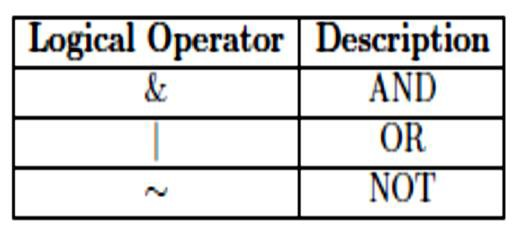 Logical Operator Description
& AND
| OR
~ NOT